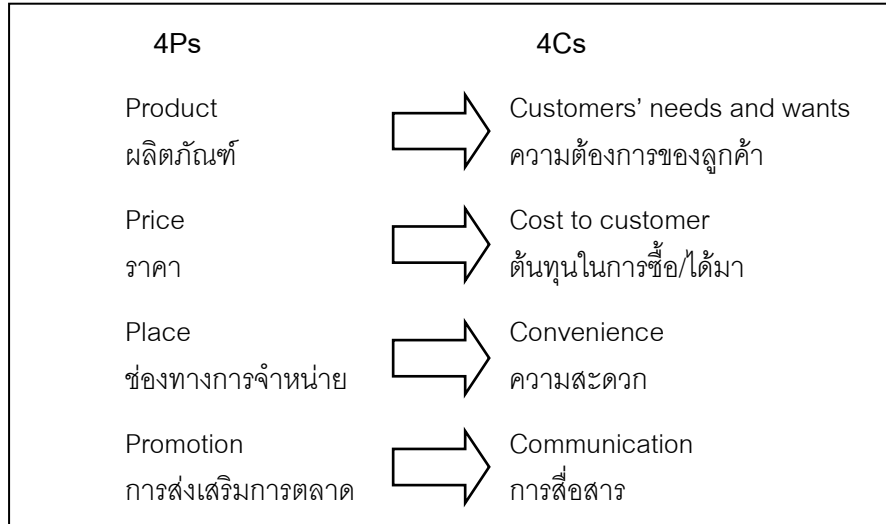 4Ps 4Cs
Product Customers’ needs and wants
ผลิตภัณฑ์ ความต้องการของลูกค้า
Price Cost to customer
ราคา ต้นทุนในการซื้อ/ได้มา
Place Convenience
ช่องทางการจำหน่าย ความสะดวก
Promotion Communication
การส่งเสริมการตลาด การสื่อสาร